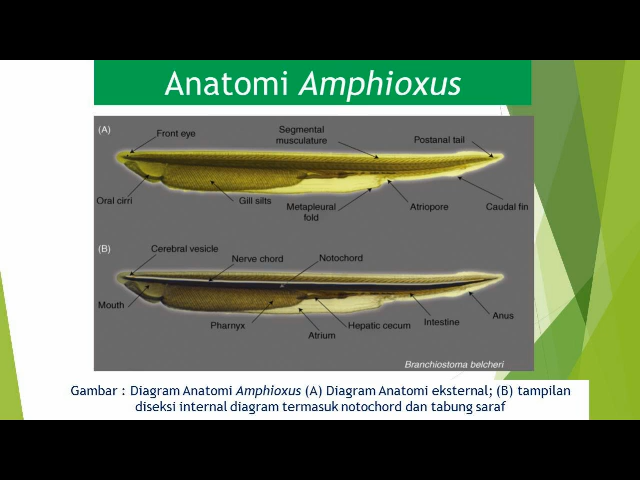 Anatomi Amphioxus
(A)
Front eye
Segmental
musculature
Postanal tail
Oral cirri
Gill silts
Metapleural
fold
Atriopore
Caudal fin
(B)
Cerebral vesicle
Nerve chord
Notochord
Mouth
Pharnyx
Atrium
Hepatic cecum
Intestine
Anus
Branchiostoma belcheri
Gambar : Diagram Anatomi Amphioxus (A) Diagram Anatomi eksternal; (B) tampilan
diseksi internal diagram termasuk notochord dan tabung saraf